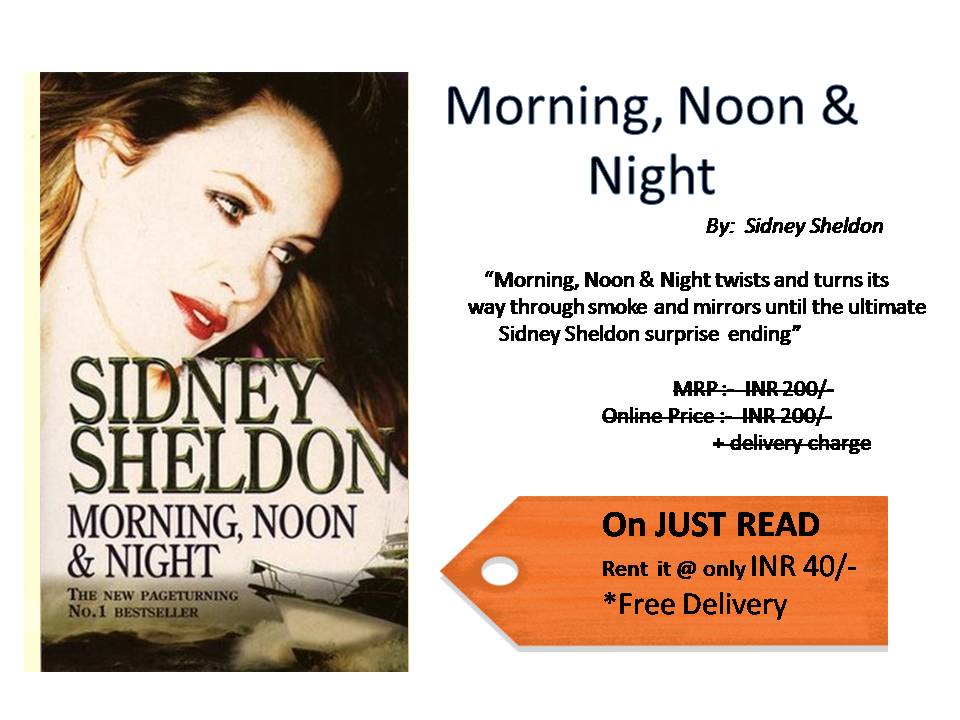 SIDNEY
SHELDON
MORNING, NOON
& NIGHT
THE NEW PAGETURNING
NO.1 BESTSELLER
Morning, Noon &
Night
By: Sidney Sheldon
“Morning, Noon & Night twists and turns its
way through smoke and mirrors until the ultimate
Sidney Sheldon surprise ending”
MRP :- INR 200/-
Online Price :- INR 200/-
+ delivery charge
On JUST READ
Rent it @ only INR 40/-
*Free Delivery